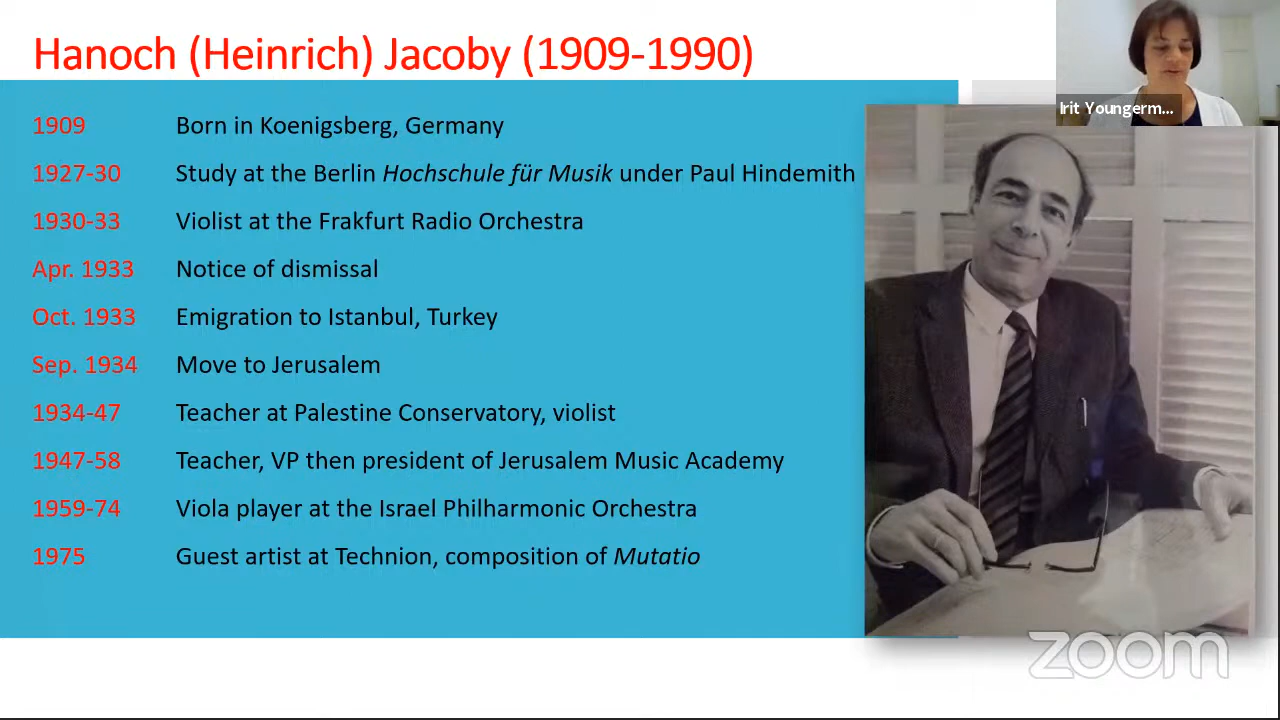 Hanoch (Heinrich) Jacoby (1909-1990)
Irit Youngerm...
1909 Born in Koenigsberg, Germany
1927-30 Study at the Berlin Hochschule für Musik under Paul Hindemith
1930-33 Violist at the Frakfurt Radio Orchestra
Apr. 1933 Notice of dismissal
Oct. 1933 Emigration to Istanbul, Turkey
Sep. 1934 Move to Jerusalem
1934-47 Teacher at Palestine Conservatory, violist
1947-58 Teacher, VP then president of Jerusalem Music Academy
1959-74 Viola player at the Israel Philharmonic Orchestra
1975 Guest artist at Technion, composition of Mutatio
zoom